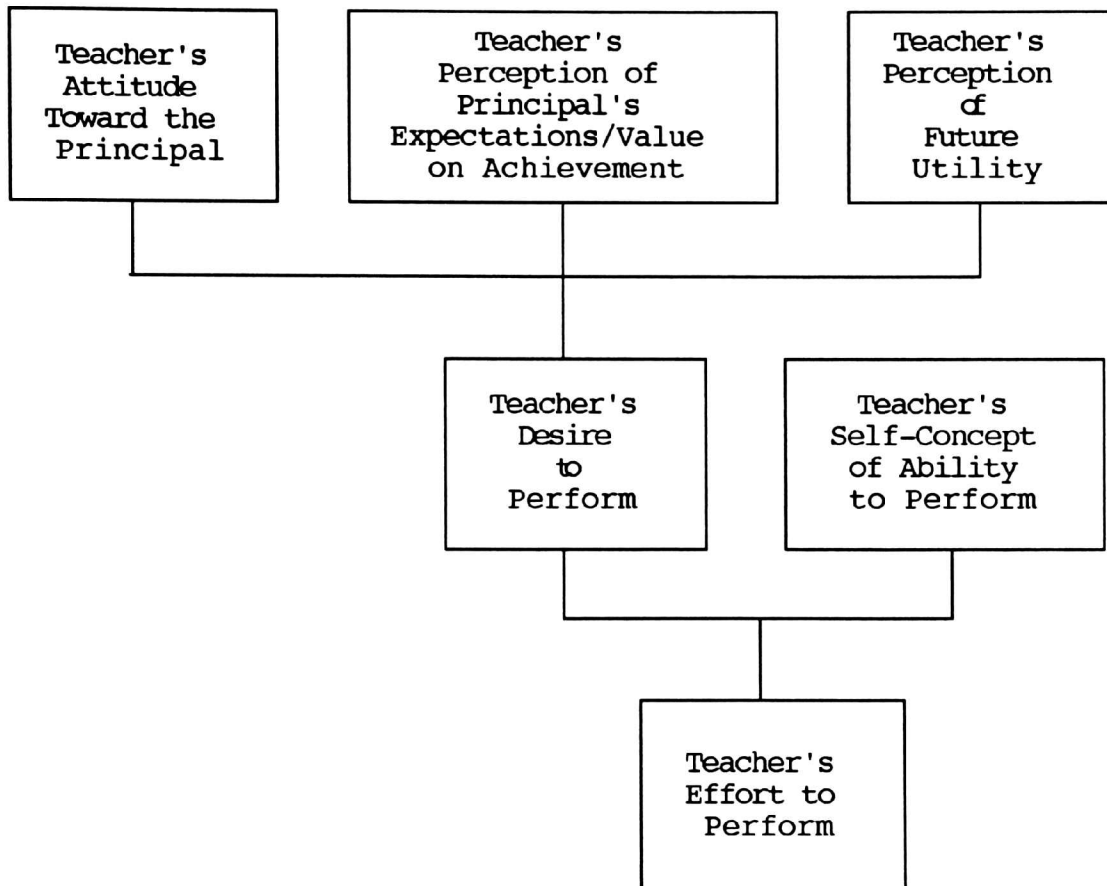 Teacher's
Attitude
Toward the
Principal
Teacher's
Perception of
Principal's
Expectations/Value
on Achievement
Teacher's
Perception
of
Future
Utility
Teacher's
Desire
to
Perform
Teacher's
Self-Concept
of Ability
to Perform
Teacher's
Effort to
Perform